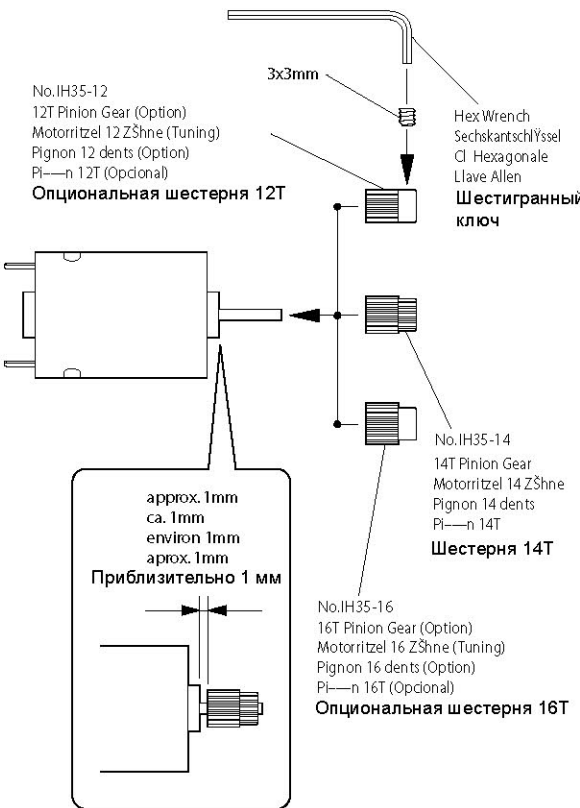 3x3mm
No.IH35-12
12T Pinion Gear (Option)
Motorritzel 12 ZŠhne (Tuning)
Pignon 12 dents (Option)
Pi–—n 12T (Opcional)
Опциональная шестерня 12Т
Hex Wrench
SechskantschlŸssel
Cl Hexagonale
Llave Allen
Шестигранный
ключ
No.IH35-14
14T Pinion Gear
Motorritzel 14 ZŠhne
Pignon 14 dents
Pi–—n 14T
Шестерня 14Т
approx. 1mm
ca. 1mm
environ 1mm
aprox. 1mm
Приблизительно 1 мм
No.IH35-16
16T Pinion Gear (Option)
Motorritzel 16 ZŠhne (Tuning)
Pignon 16 dents (Option)
Pi–—n 16T (Opcional)
Опциональная шестерня 16Т